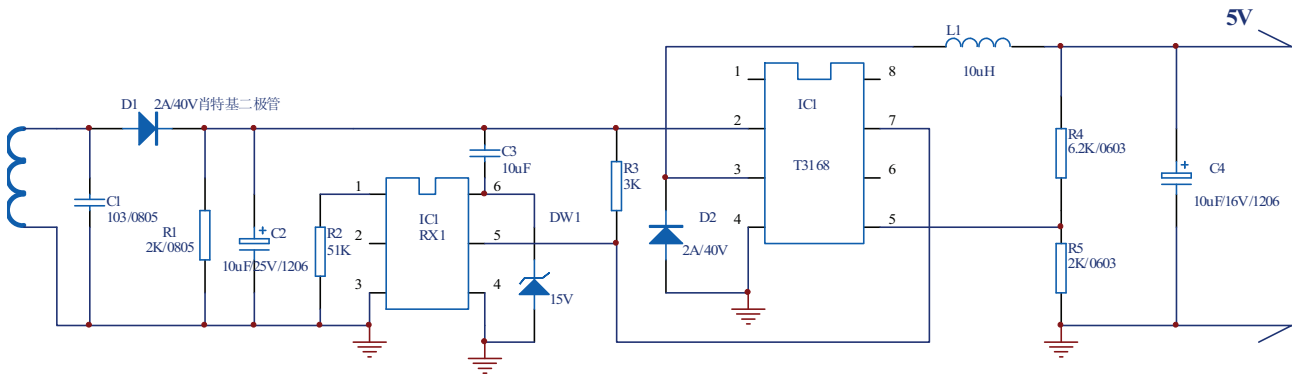 5V
L1
10uH
1
8
D1
2A/40V肖特基二极管
IC1
2
7
R4
6.2K/0603
C3
10uF
T3168
R3
3K
3
6
C4
1
6
C1
103/0805
IC1
RX1
DW1
D2
4
5
10uF/16V/1206
R1
2K/0805
C2
R2
51K
2
5
2A/40V
R5
2K/0603
10uF/25V/1206
3
4
15V